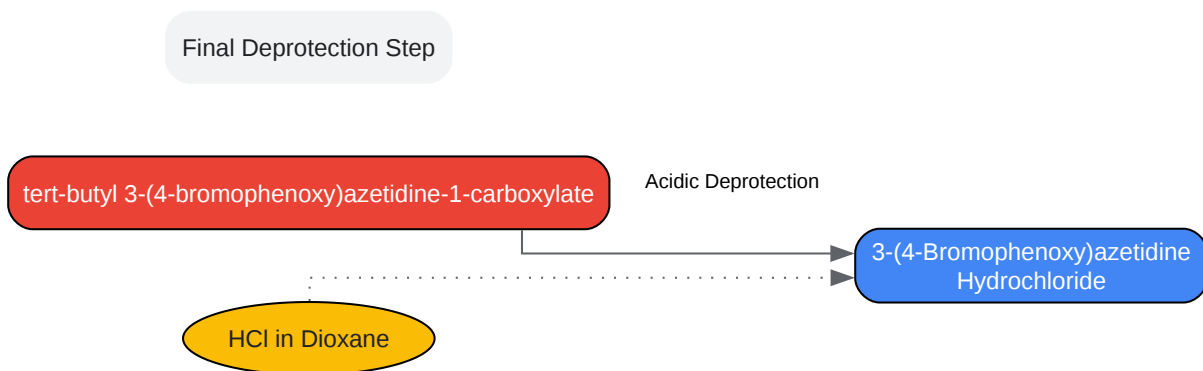 Final Deprotection Step
tert-butyl 3-(4-bromophenoxy)azetidine-1-carboxylate
Acidic Deprotection
3-(4-Bromophenoxy)azetidine
Hydrochloride
HCl in Dioxane